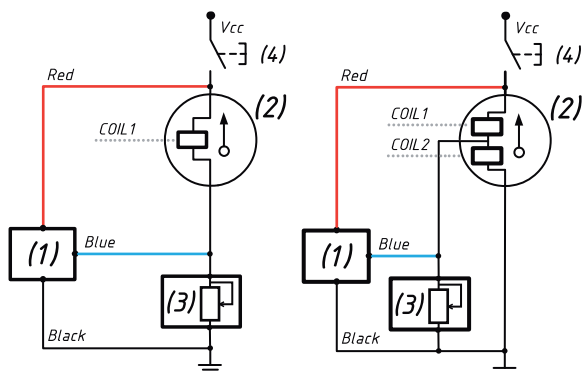 Vcc
(4)
Red
(2)
COIL1
(1)
Blue
(3)
Black
Vcc
(4)
Red
(2)
COIL1
COIL2
(1)
Blue
(3)
Black